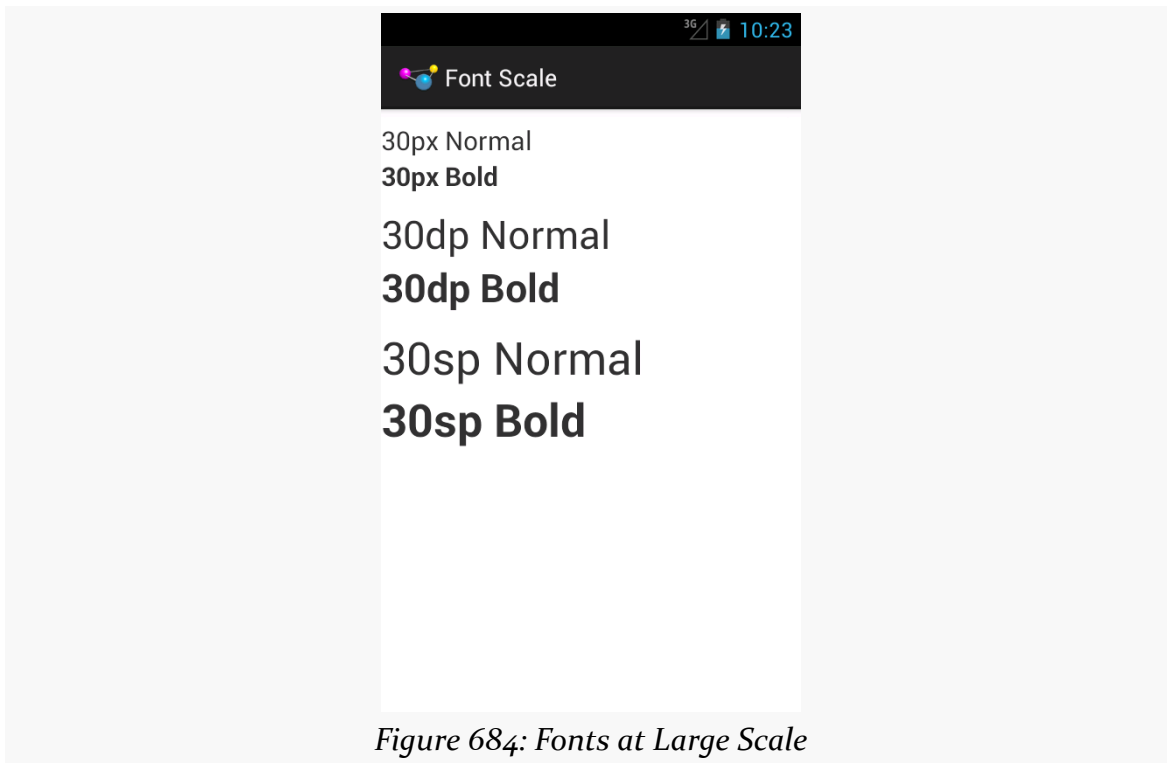 3G 10:23
Font Scale
30px Normal
30px Bold
30dp Normal
30dp Bold
30sp Normal
30sp Bold
Figure 684: Fonts at Large Scale